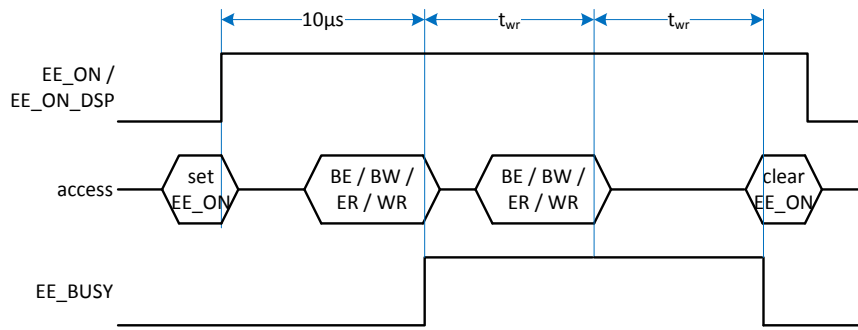 10µs
twr
twr
EE_ON /
EE_ON_DSP
access
set
EE_ON
BE / BW /
ER / WR
BE / BW /
ER / WR
clear
EE_ON
EE_BUSY